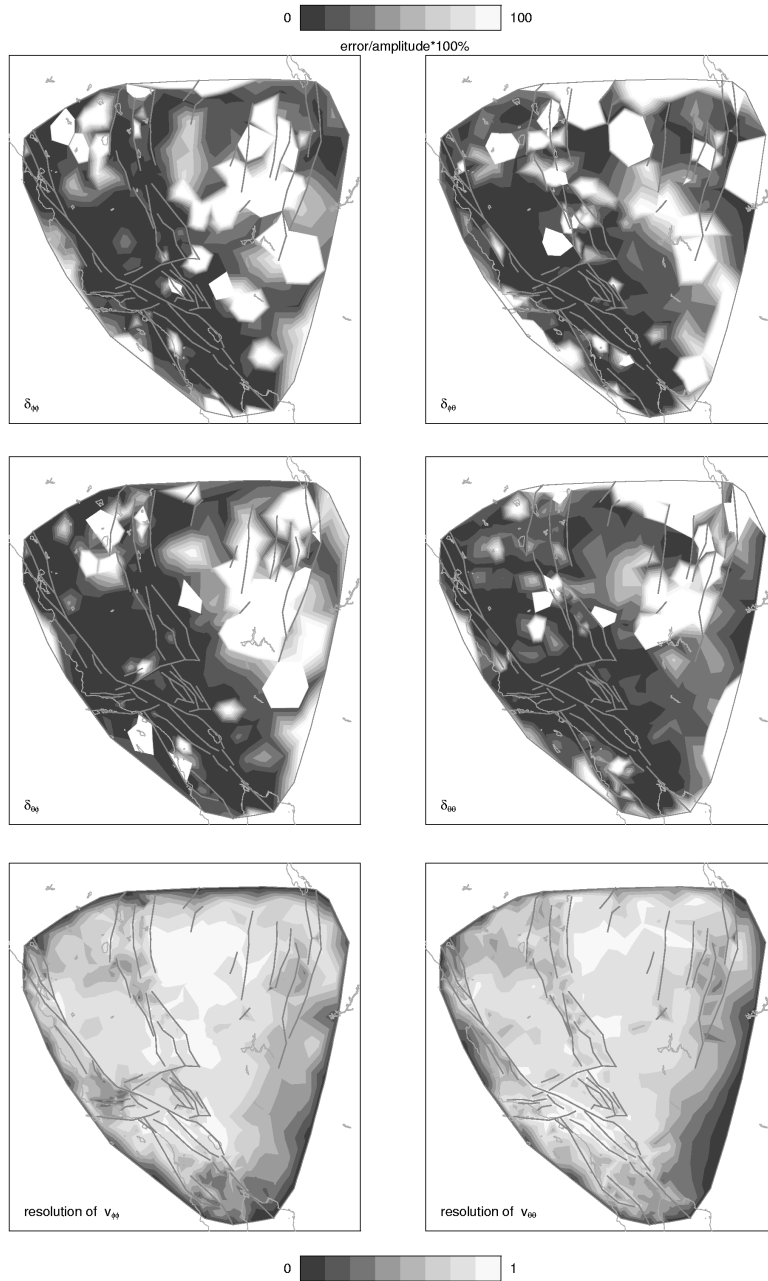 0 100
error/amplitude*100%
δϕϕ
δϕθ
δθϕ
δθθ
resolution of vϕϕ
resolution of vθθ
0 1